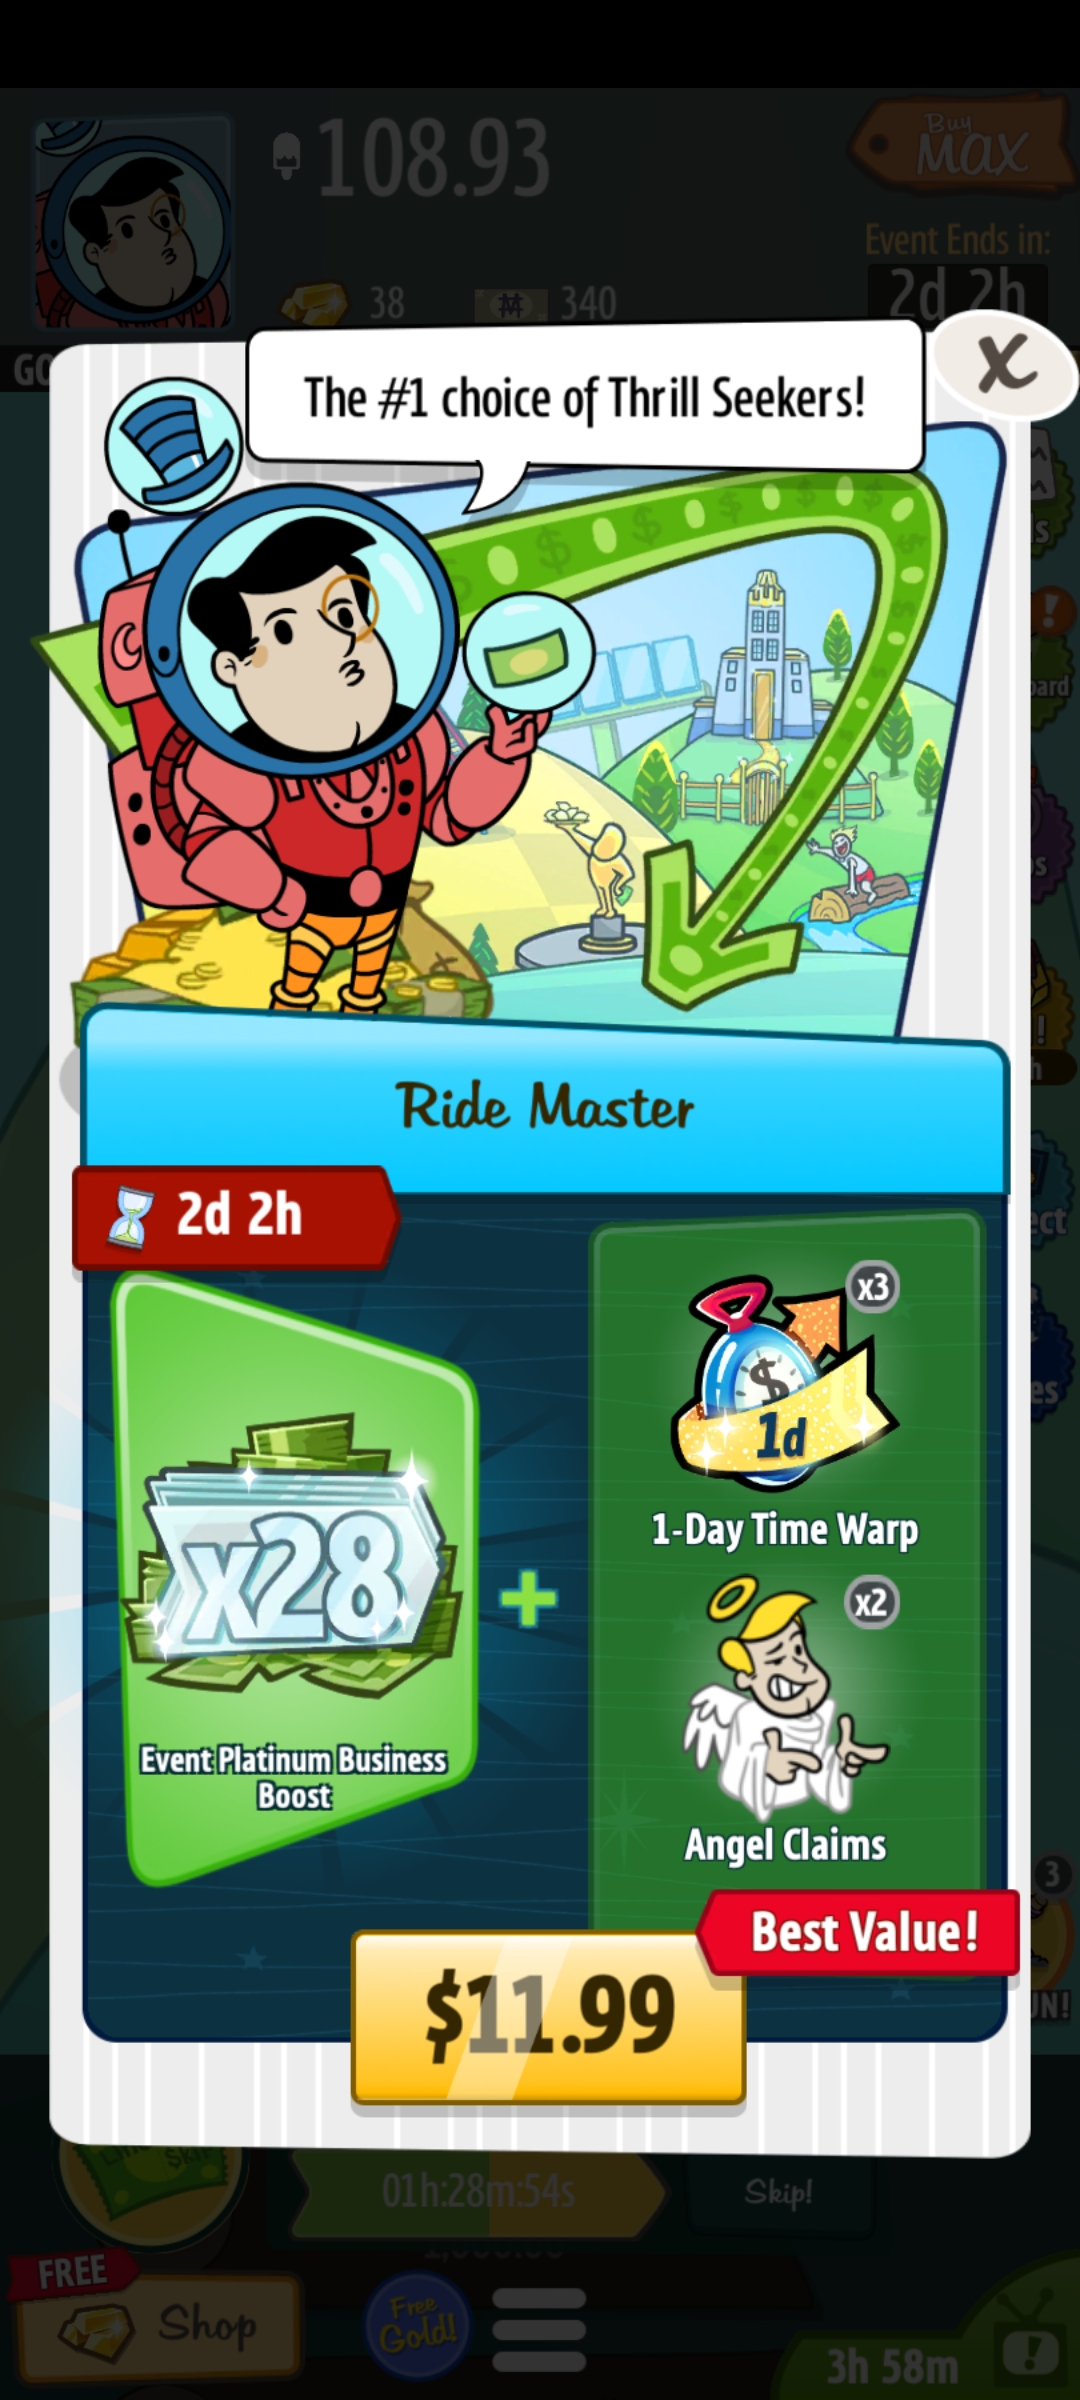 108.93
Buy
MAX
Event Ends in:
38
340
2d 2h
GO
The #1 choice of Thrill Seekers!
X
Ride Master
2d 2h
x3
1d
1-Day Time Warp
x28
x2
Event Platinum Business
Boost
Angel Claims
Best Value!
3
$11.99
01h:28m:54s
Skip!
FREE
Shop
Free
Gold!
3h 58m